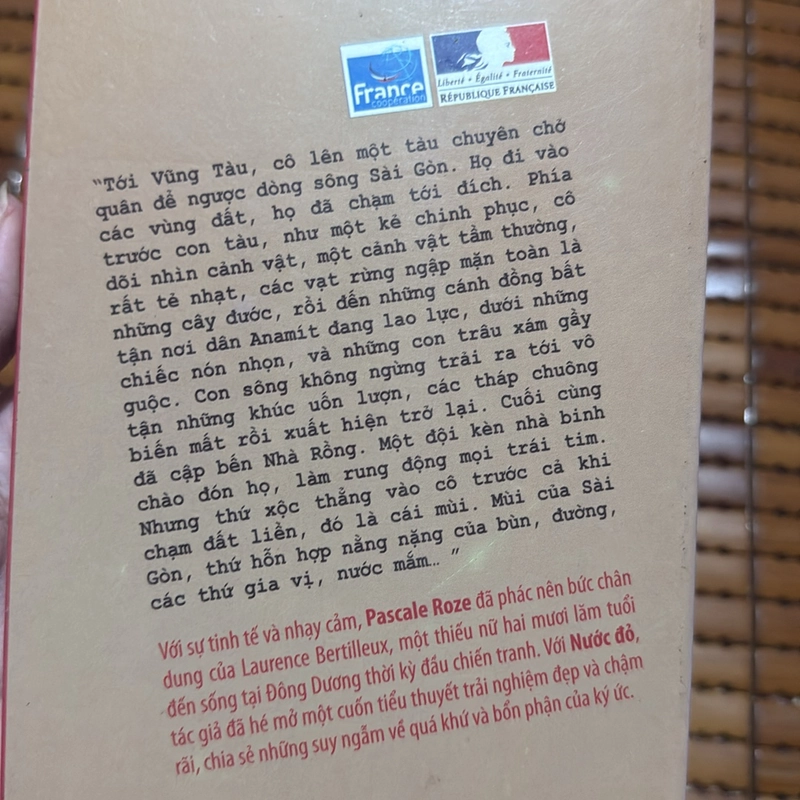 France
coopération
Liberté • Égalité • Fraternité
RÉPUBLIQUE FRANÇAISE
“Tới Vũng Tàu, cô lên một tàu chuyên chở
quân để ngược dòng sông Sài Gòn. Họ đi vào
các vùng đất, họ đã chạm tới đích. Phía
trước con tàu, như một kẻ chinh phục, cô
dõi nhìn cảnh vật, một cảnh vật tầm thường,
rất tẻ nhạt, các vạt rừng ngập mặn toàn là
những cây đước, rồi đến những cánh đồng bất
tận nơi dân Anamít đang lao lực, dưới những
chiếc nón nhọn, và những con trâu xám gầy
guộc. Con sông không ngừng trải ra tới vô
tận những khúc uốn lượn, các tháp chuông
biến mất rồi xuất hiện trở lại. Cuối cùng
đã cập bến Nhà Rồng. Một đội kèn nhà binh
chào đón họ, làm rung động mọi trái tim.
Nhưng thứ xộc thẳng vào cô trước cả khi
chạm đất liền, đó là cái mùi. Mùi của Sài
Gòn, thứ hỗn hợp nằng nặng của bùn, đường,
các thứ gia vị, nước mắm… ”
Với sự tinh tế và nhạy cảm, Pascale Roze đã phác nên bức chân
dung của Laurence Bertilleux, một thiếu nữ hai mươi lăm tuổi
đến sống tại Đông Dương thời kỳ đầu chiến tranh. Với Nước đỏ,
tác giả đã hé mở một cuốn tiểu thuyết trải nghiệm đẹp và chậm
rãi, chia sẻ những suy ngẫm về quá khứ và bổn phận của ký ức.